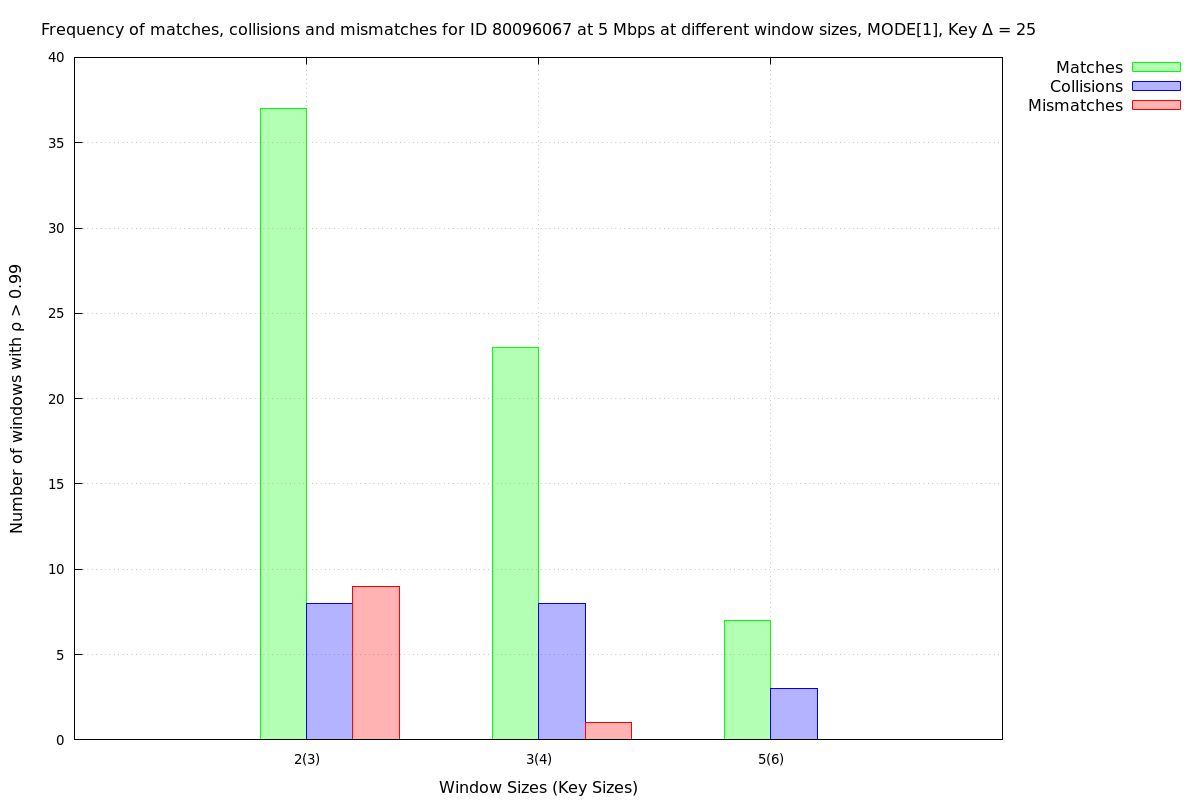 Frequency of matches, collisions and mismatches for ID 80096067 at 5 Mbps at different window sizes, MODE[1], Key Δ = 25
Matches
Collisions
Mismatches
Number of windows with ρ > 0.99
40
35
30
25
20
15
10
5
0
2(3)
3(4)
5(6)
Window Sizes (Key Sizes)